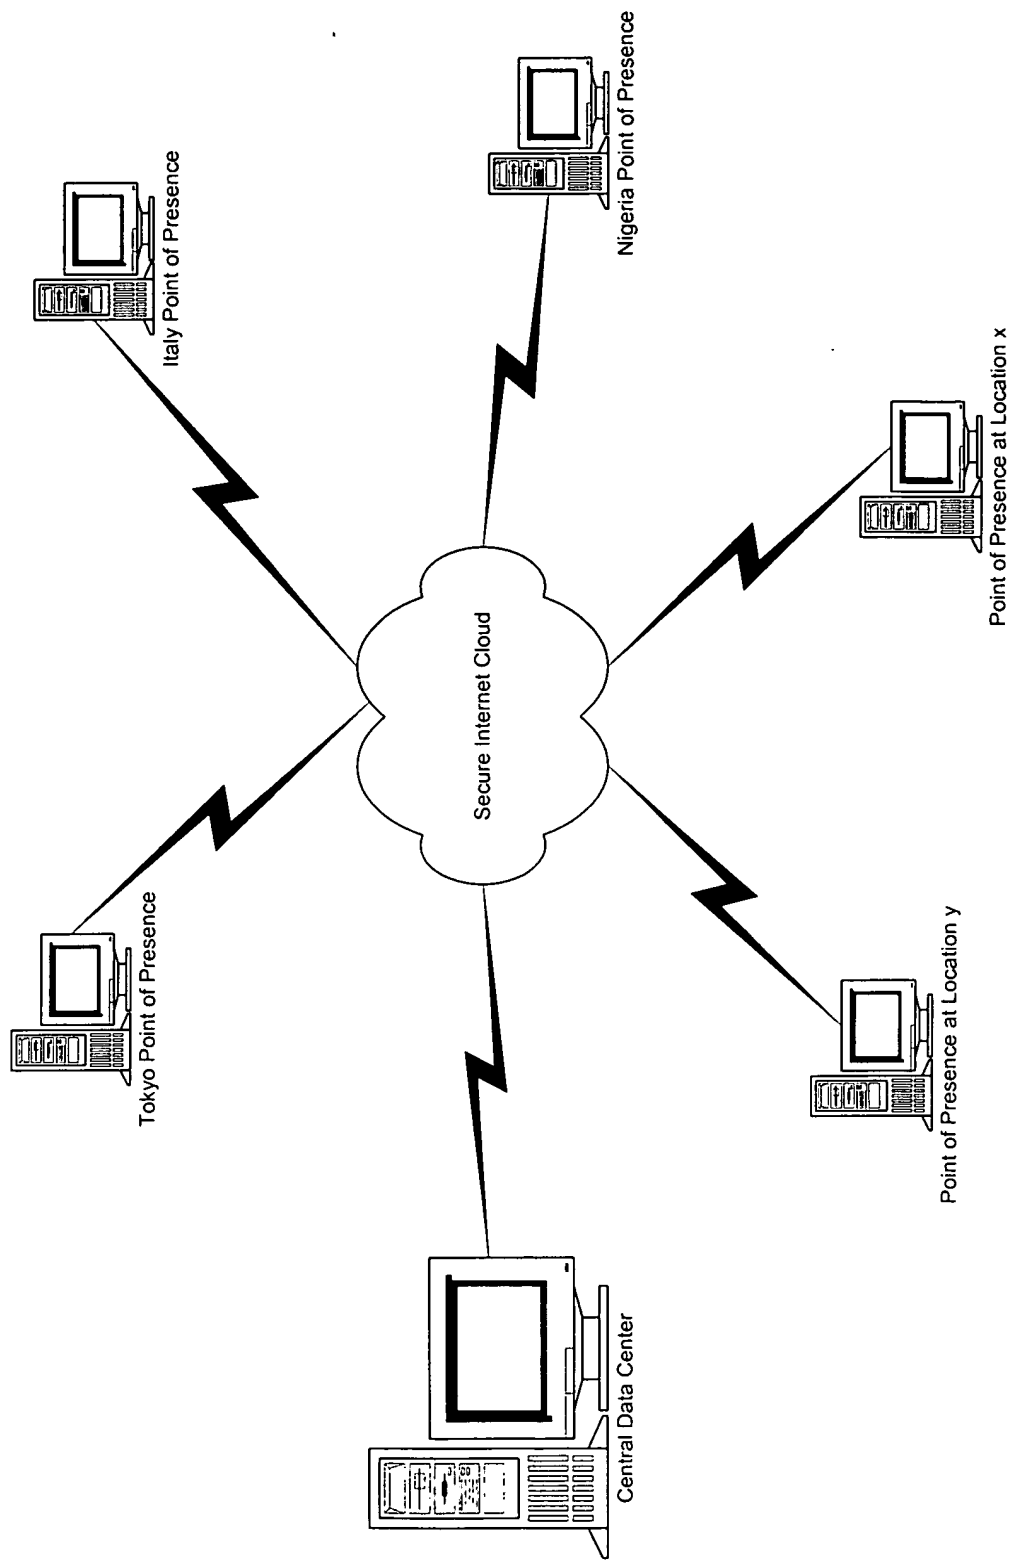 Tokyo Point of Presence
Italy Point of Presence
Central Data Center
Secure Internet Cloud
Nigeria Point of Presence
Point of Presence at Location y
Point of Presence at Location x